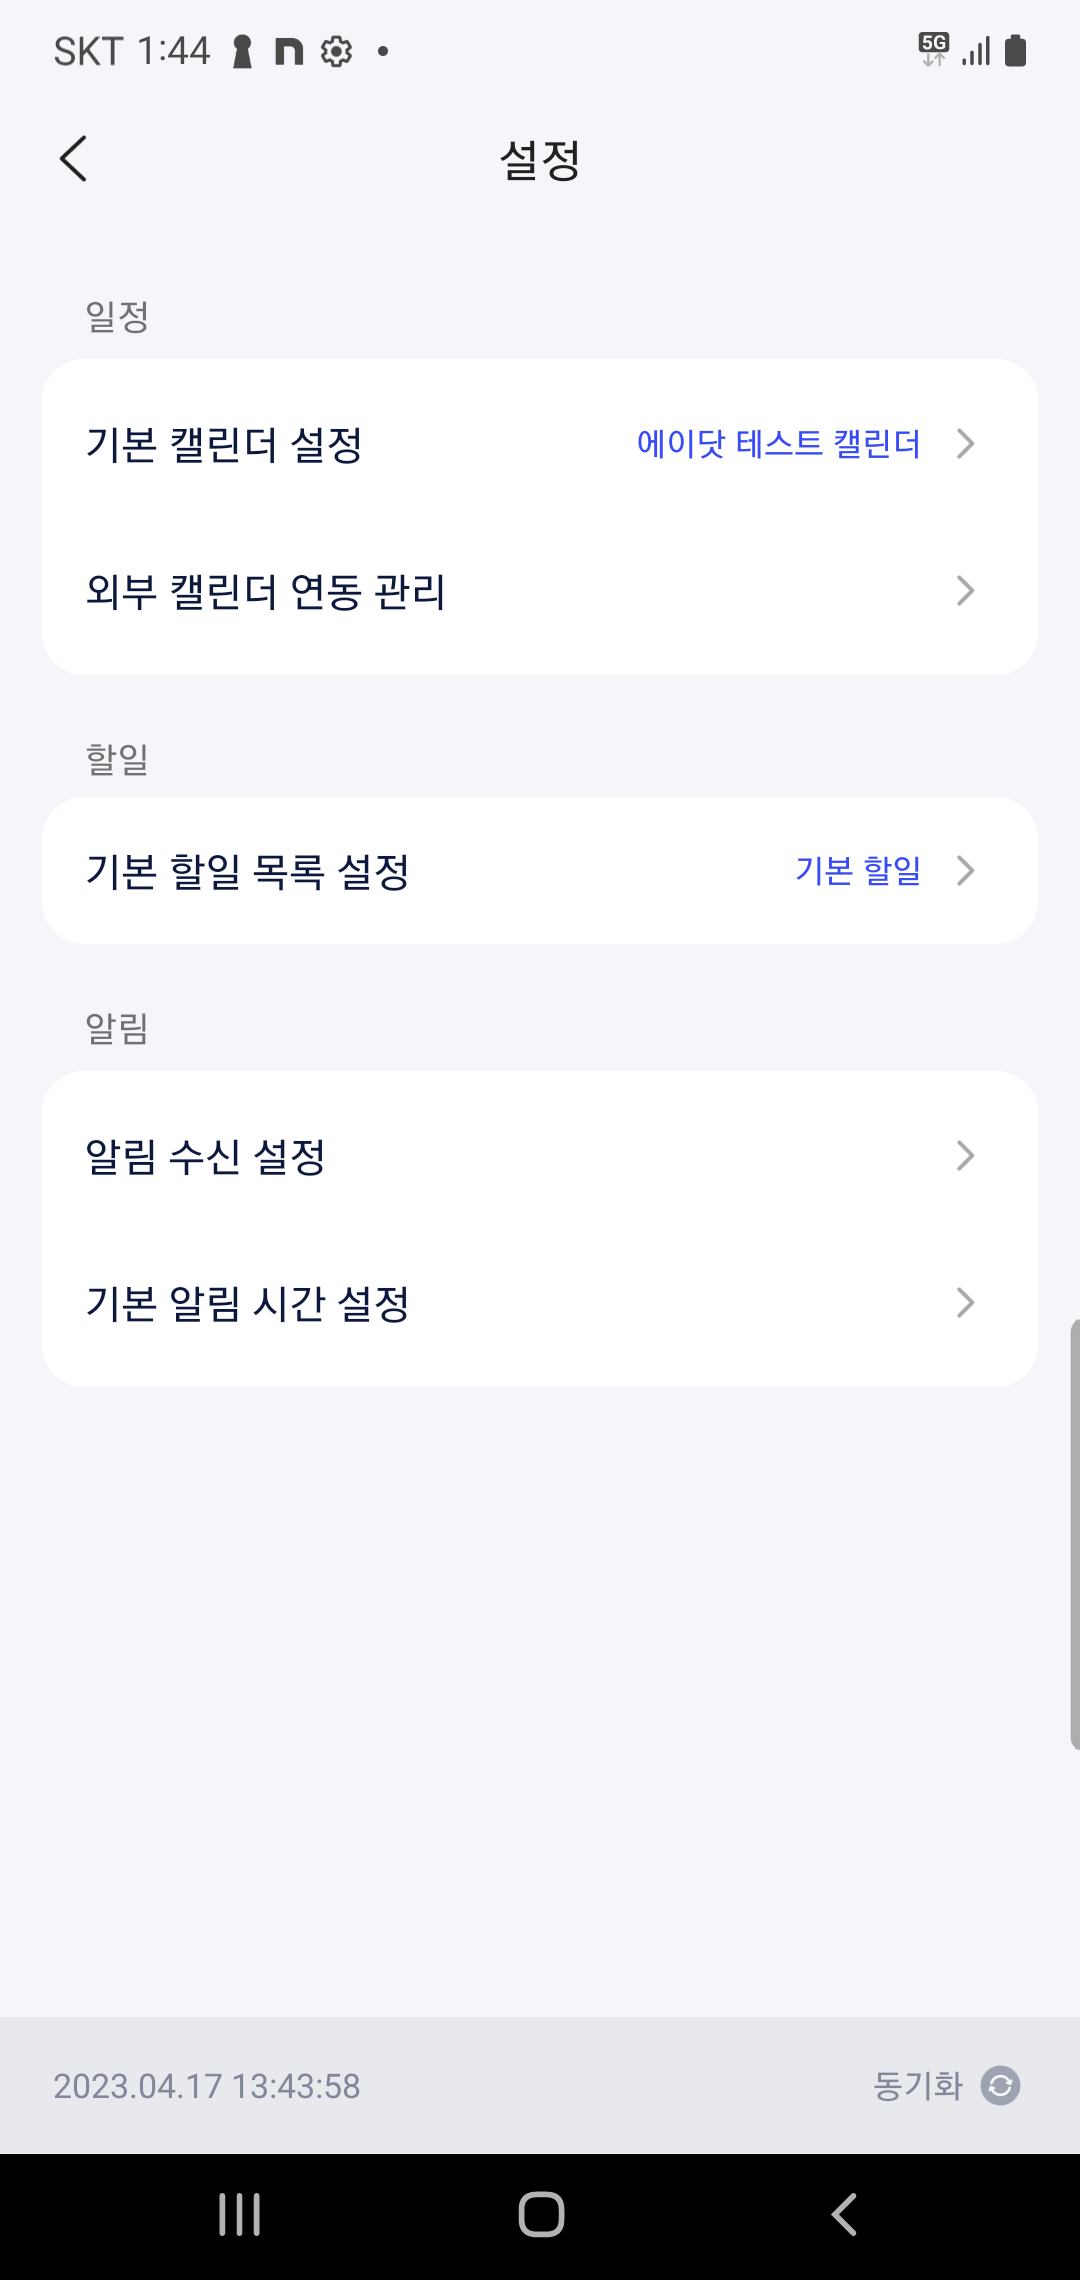 SKT 1:44
5G
설정
일정
기본 캘린더 설정 에이닷 테스트 캘린더
외부 캘린더 연동 관리
할일
기본 할일 목록 설정 기본 할일
알림
알림 수신 설정
기본 알림 시간 설정
2023.04.17 13:43:58 동기화